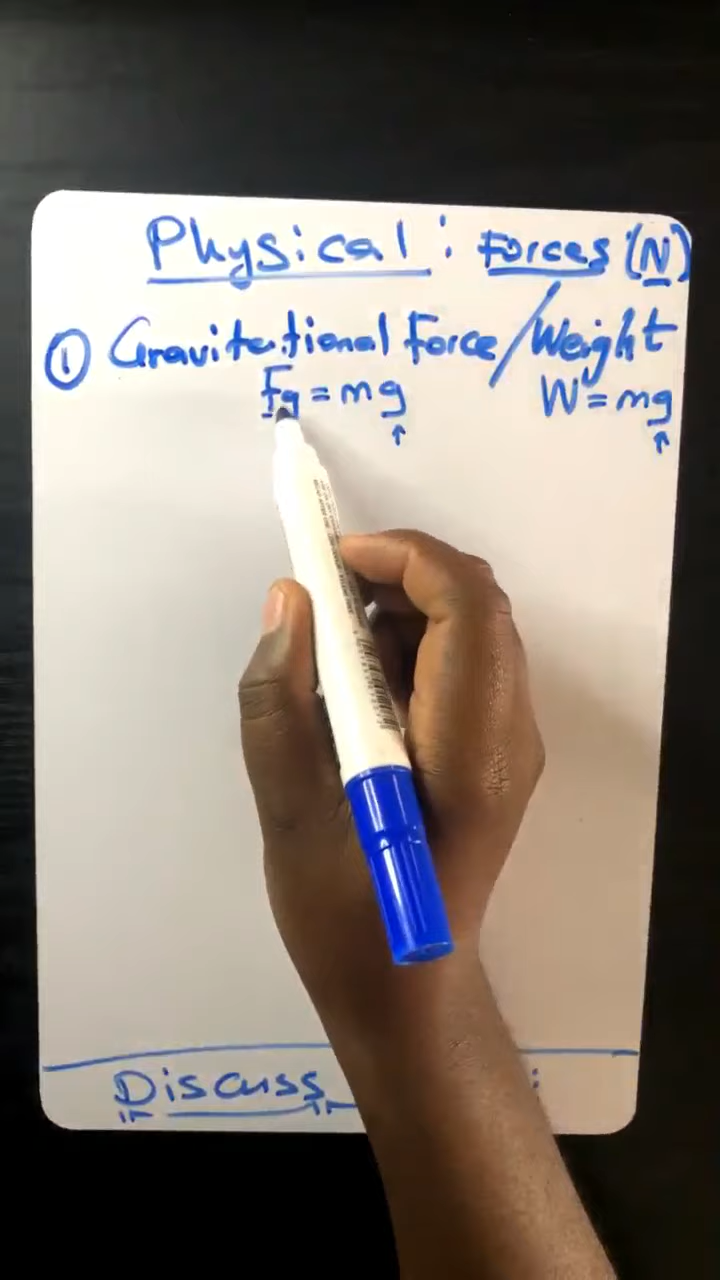 Physical : Forces (N)
① Gravitational Force/Weight
Fg = mg W = mg
↑ ↑
Discuss :